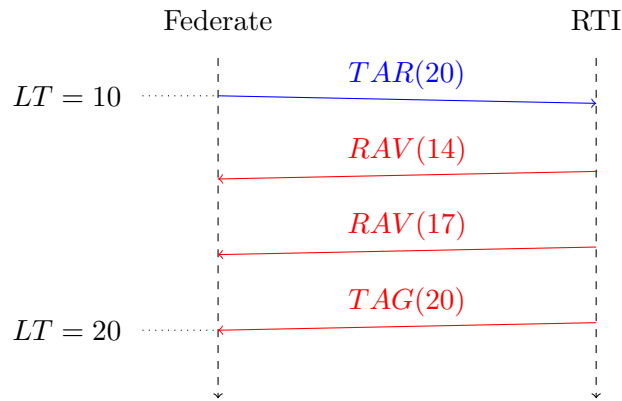 Federate RTI
TAR(20)
LT = 10
RAV(14)
RAV(17)
TAG(20)
LT = 20